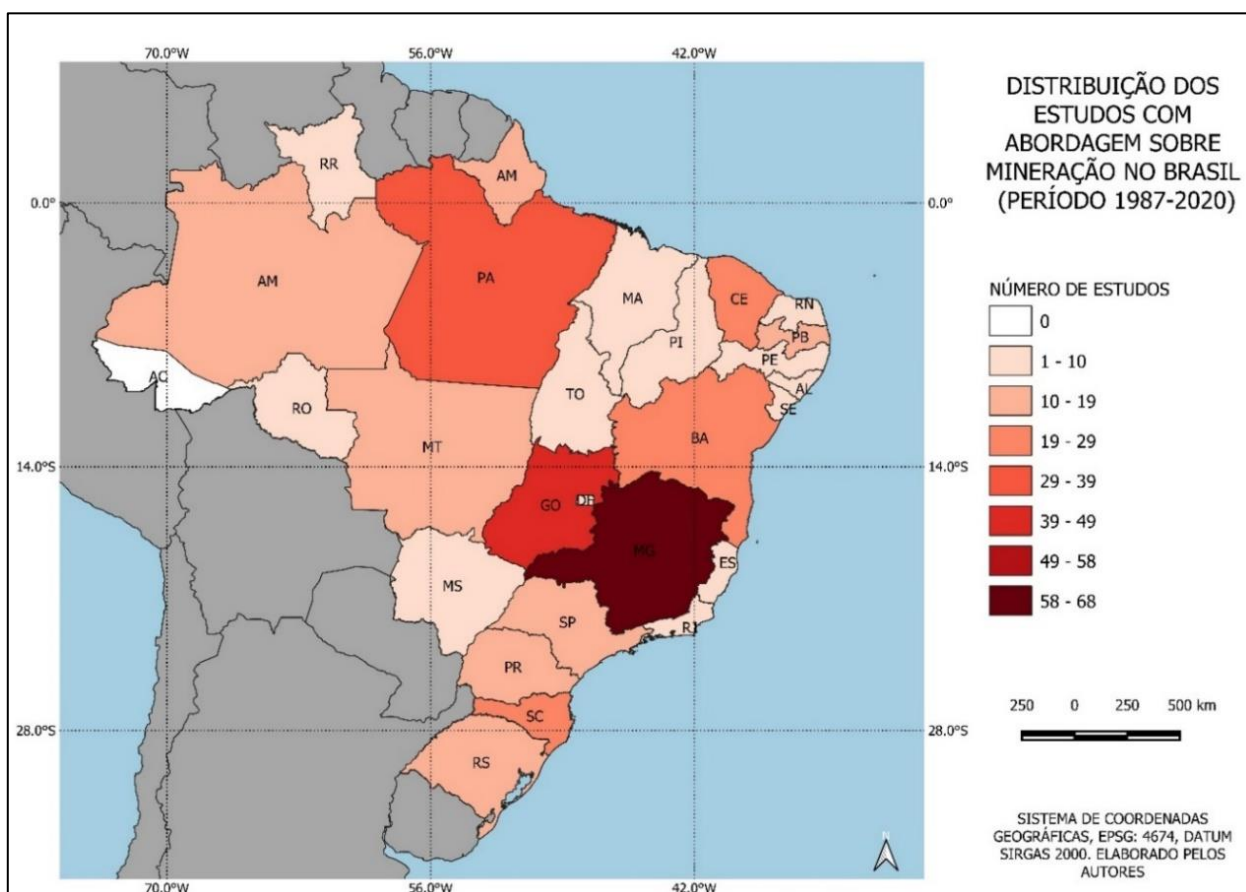 70.0°W 56.0°W 42.0°W
DISTRIBUIÇÃO DOS
ESTUDOS COM
ABORDAGEM SOBRE
MINERAÇÃO NO BRASIL
(PERÍODO 1987-2020)
RR
AM
0.0° 0.0°
AM
PA
MA
CE
RN
PB
PI
PE
AC
TO
AL
RO
SE
BA
MT
14.0°S 14.0°S
GO
DF
MG
ES
MS
SP
RJ
PR
SC
28.0°S 28.0°S
RS
NÚMERO DE ESTUDOS
0
1 - 10
10 - 19
19 - 29
29 - 39
39 - 49
49 - 58
58 - 68
250 0 250 500 km
N
SISTEMA DE COORDENADAS
GEOGRÁFICAS, EPSG: 4674, DATUM
SIRGAS 2000. ELABORADO PELOS
AUTORES
70.0°W 56.0°W 42.0°W